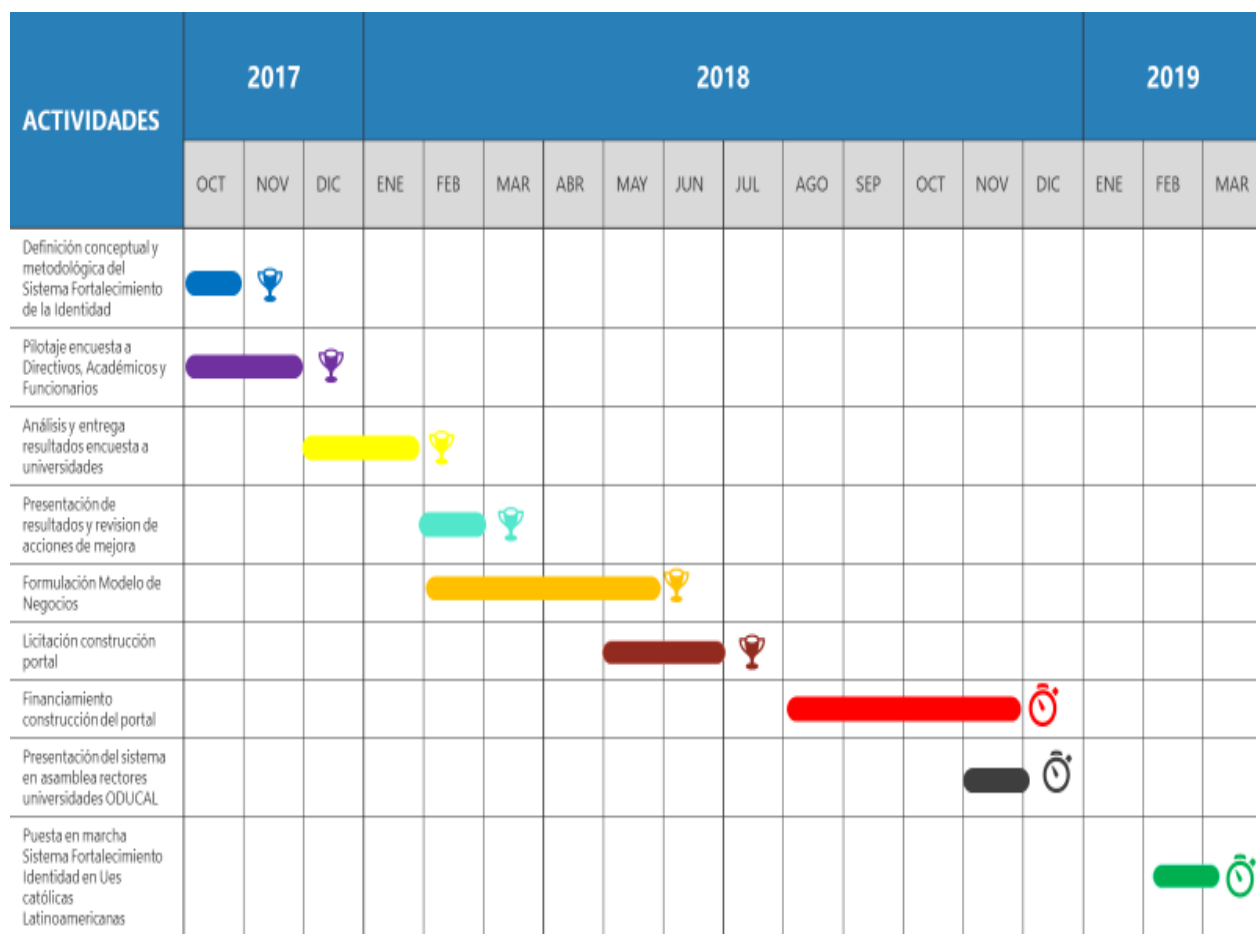 ACTIVIDADES
2017
2018
2019
OCT NOV DIC ENE FEB MAR ABR MAY JUN JUL AGO SEP OCT NOV DIC ENE FEB MAR
Definición conceptual y
metodológica del
Sistema Fortalecimiento
de la Identidad
Pilotaje encuesta a
Directivos, Académicos y
Funcionarios
Análisis y entrega
resultados encuesta a
universidades
Presentación de
resultados y revision de
acciones de mejora
Formulación Modelo de
Negocios
Licitación construcción
portal
Financiamiento
construcción del portal
Presentación del sistema
en asamblea rectores
universidades ODUCAL
Puesta en marcha
Sistema Fortalecimiento
Identidad en Ues
católicas
Latinoamericanas